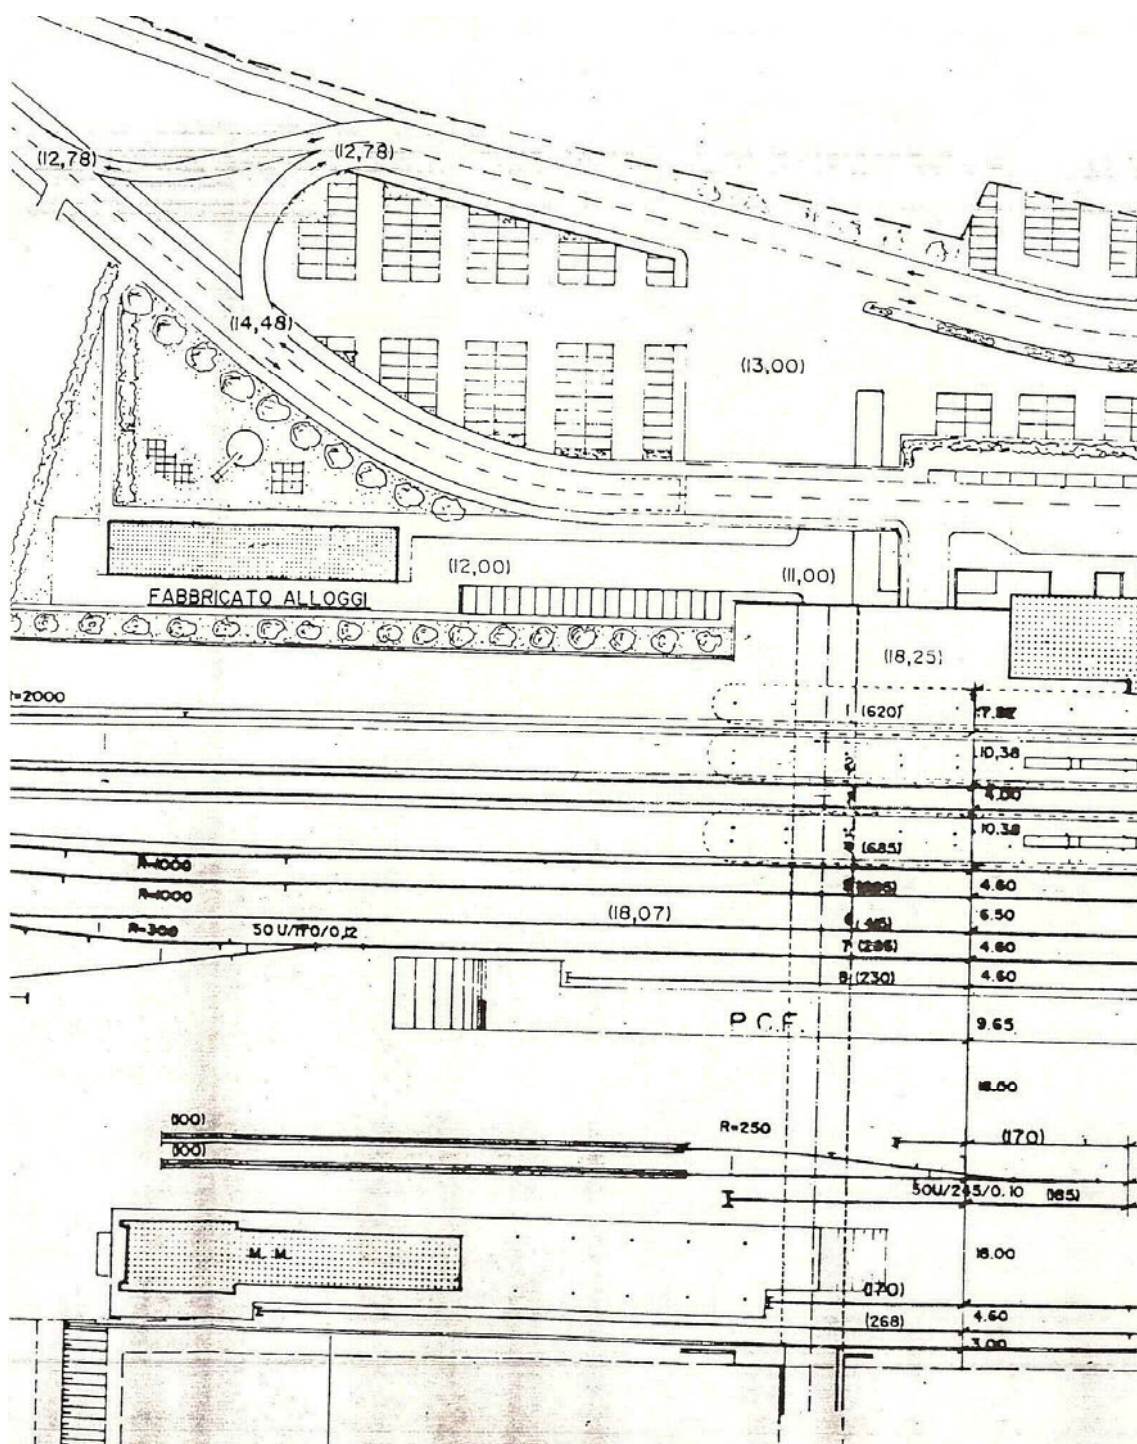 (12,78)
(12,78)
(14,48)
(13,00)
(12,00)
(11,00)
FABBRICATO ALLOGGI
(18,25)
R=2000
(620)
10,38
4.00
10.38
(685)
R=1000
4.60
R=1000
(18,07)
6.50
R=300
50 U/170/0,12
7 (286)
4.60
8 (230)
4.60
P.C.F.
9.65
18.00
(100)
R=250
(170)
(100)
50U/245/0.10 (165)
M. M.
18.00
(170)
4.60
(268)
3.00